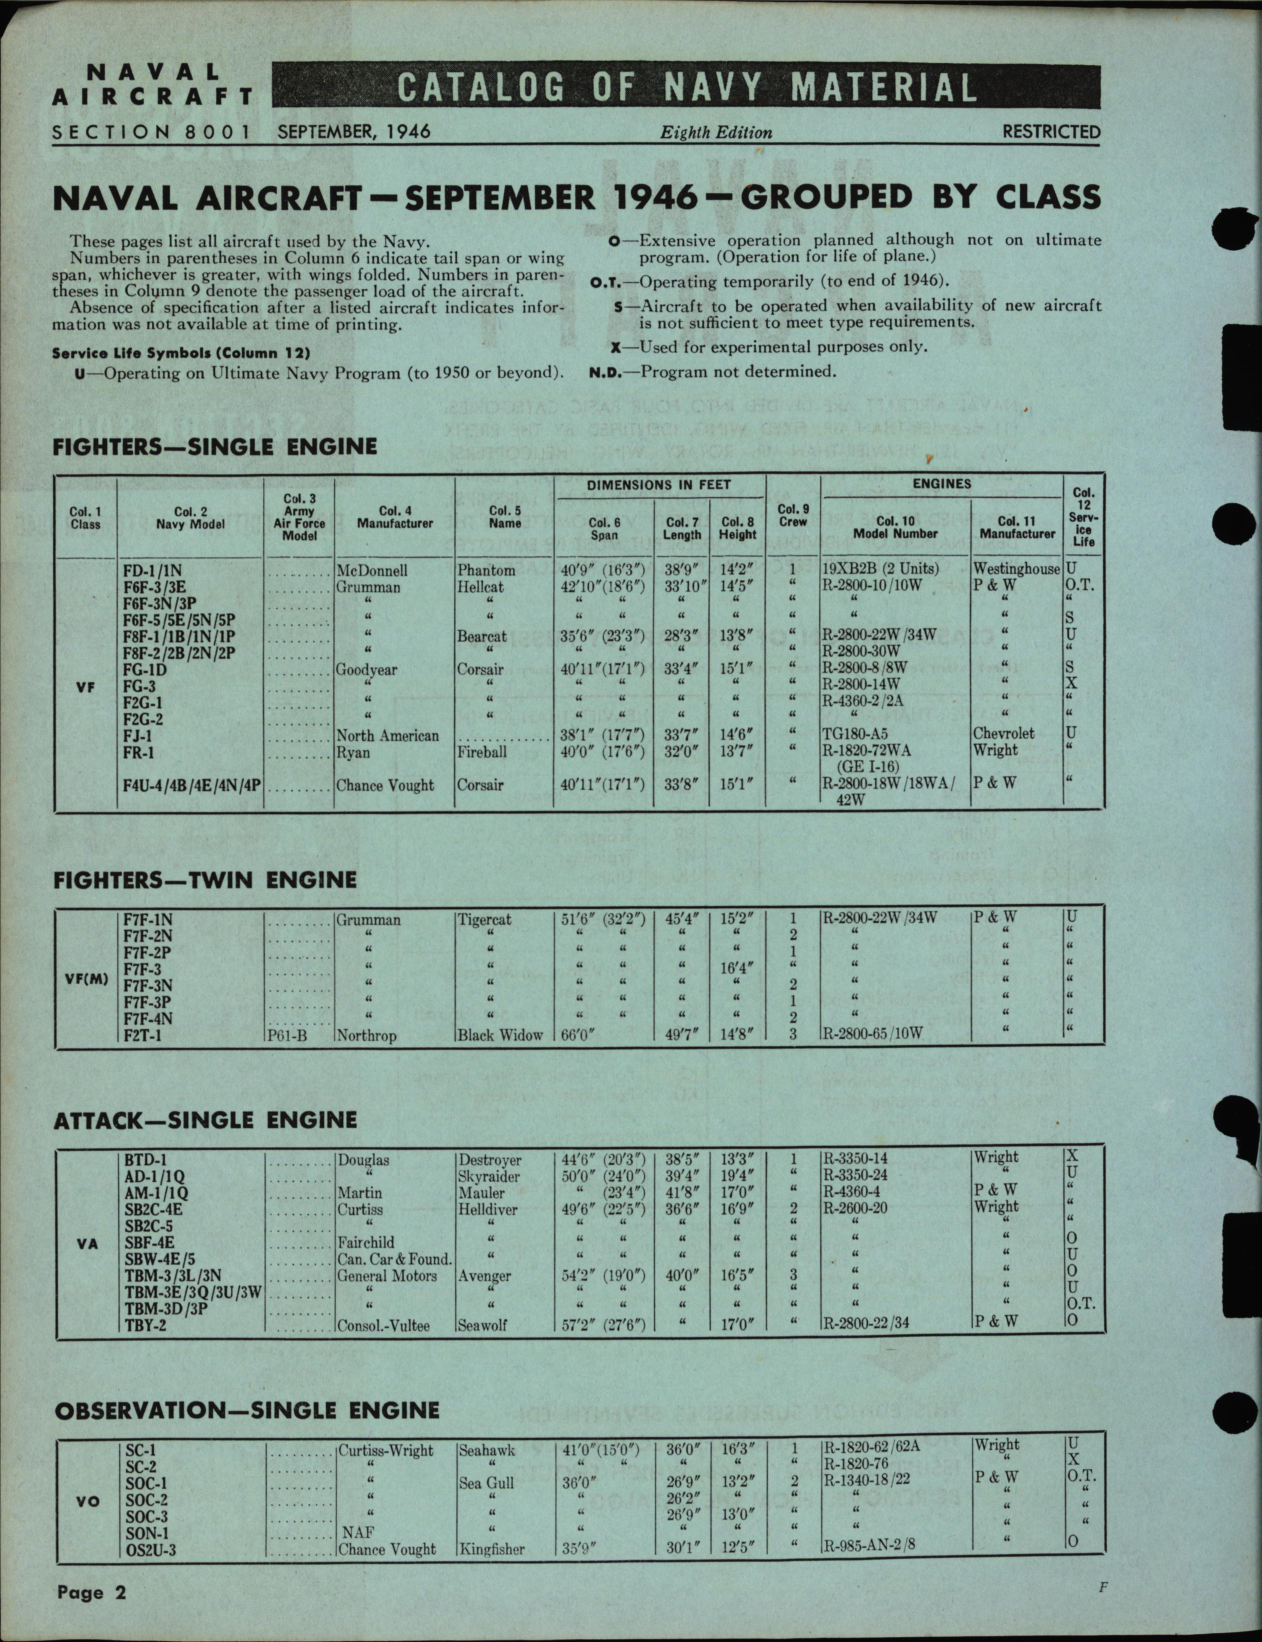 NAVAL
AIRCRAFT
CATALOG OF NAVY MATERIAL
SECTION 8001 SEPTEMBER, 1946 Eighth Edition RESTRICTED
NAVAL AIRCRAFT—SEPTEMBER 1946—GROUPED BY CLASS
These pages list all aircraft used by the Navy.
Numbers in parentheses in Column 6 indicate tail span or wing
span, whichever is greater, with wings folded. Numbers in paren-
theses in Column 9 denote the passenger load of the aircraft.
Absence of specification after a listed aircraft indicates infor-
mation was not available at time of printing.
Service Life Symbols (Column 12)
U—Operating on Ultimate Navy Program (to 1950 or beyond).
O—Extensive operation planned although not on ultimate
program. (Operation for life of plane.)
O.T.—Operating temporarily (to end of 1946).
S—Aircraft to be operated when availability of new aircraft
is not sufficient to meet type requirements.
X—Used for experimental purposes only.
N.D.—Program not determined.
FIGHTERS—SINGLE ENGINE
Col. 1 Class
Col. 2 Navy Model
Col. 3 Army Air Force Model
Col. 4 Manufacturer
Col. 5 Name
DIMENSIONS IN FEET
Col. 6 Span
Col. 7 Length
Col. 8 Height
Col. 9 Crew
ENGINES
Col. 10 Model Number
Col. 11 Manufacturer
Col. 12 Serv-ice Life
VF
FD-1/1N ......... McDonnell Phantom 40'9" (16'3") 38'9" 14'2" 1 19XB2B (2 Units) Westinghouse U
F6F-3/3E ......... Grumman Hellcat 42'10"(18'6") 33'10" 14'5" “ R-2800-10/10W P & W O.T.
F6F-3N/3P ......... “ “ “ “ “ “ “ “ “ “
F6F-5/5E/5N/5P ......... “ “ “ “ “ “ “ “ “ S
F8F-1/1B/1N/1P ......... “ Bearcat 35'6" (23'3") 28'3" 13'8" “ R-2800-22W/34W “ U
F8F-2/2B/2N/2P ......... “ “ “ “ “ “ “ R-2800-30W “ “
FG-1D ......... Goodyear Corsair 40'11"(17'1") 33'4" 15'1" “ R-2800-8/8W “ S
FG-3 ......... “ “ “ “ “ “ “ R-2800-14W “ X
F2G-1 ......... “ “ “ “ “ “ “ R-4360-2/2A “ “
F2G-2 ......... “ “ “ “ “ “ “ “ “ “
FJ-1 ......... North American ............. 38'1" (17'7") 33'7" 14'6" “ TG180-A5 Chevrolet U
FR-1 ......... Ryan Fireball 40'0" (17'6") 32'0" 13'7" “ R-1820-72WA Wright “
(GE I-16)
F4U-4/4B/4E/4N/4P ......... Chance Vought Corsair 40'11"(17'1") 33'8" 15'1" “ R-2800-18W/18WA/ P & W “
42W
FIGHTERS—TWIN ENGINE
VF(M)
F7F-1N ......... Grumman Tigercat 51'6" (32'2") 45'4" 15'2" 1 R-2800-22W/34W P & W U
F7F-2N ......... “ “ “ “ “ “ 2 “ “ “
F7F-2P ......... “ “ “ “ “ “ 1 “ “ “
F7F-3 ......... “ “ “ “ “ 16'4" “ “ “ “
F7F-3N ......... “ “ “ “ “ “ 2 “ “ “
F7F-3P ......... “ “ “ “ “ “ 1 “ “ “
F7F-4N ......... “ “ “ “ “ “ 2 “ “ “
F2T-1 P61-B Northrop Black Widow 66'0" 49'7" 14'8" 3 R-2800-65/10W “ “
ATTACK—SINGLE ENGINE
VA
BTD-1 ......... Douglas Destroyer 44'6" (20'3") 38'5" 13'3" 1 R-3350-14 Wright X
AD-1/1Q ......... “ Skyraider 50'0" (24'0") 39'4" 19'4" “ R-3350-24 “ U
AM-1/1Q ......... Martin Mauler “ (23'4") 41'8" 17'0" “ R-4360-4 P & W “
SB2C-4E ......... Curtiss Helldiver 49'6" (22'5") 36'6" 16'9" 2 R-2600-20 Wright “
SB2C-5 ......... “ “ “ “ “ “ “ “ “ “
SBF-4E ......... Fairchild “ “ “ “ “ “ “ “ O
SBW-4E/5 ......... Can. Car & Found. “ “ “ “ “ “ “ “ U
TBM-3/3L/3N ......... General Motors Avenger 54'2" (19'0") 40'0" 16'5" 3 “ “ O
TBM-3E/3Q/3U/3W ......... “ “ “ “ “ “ “ “ “ U
TBM-3D/3P ......... “ “ “ “ “ “ “ “ “ O.T.
TBY-2 ......... Consol.-Vultee Seawolf 57'2" (27'6") “ 17'0" “ R-2800-22/34 P & W O
OBSERVATION—SINGLE ENGINE
VO
SC-1 ......... Curtiss-Wright Seahawk 41'0"(15'0") 36'0" 16'3" 1 R-1820-62/62A Wright U
SC-2 ......... “ “ “ “ “ “ “ R-1820-76 “ X
SOC-1 ......... “ Sea Gull 36'0" 26'9" 13'2" 2 R-1340-18/22 P & W O.T.
SOC-2 ......... “ “ “ 26'2" “ “ “ “ “
SOC-3 ......... “ “ “ 26'9" 13'0" “ “ “ “
SON-1 ......... NAF “ “ “ “ “ “ “ “
OS2U-3 ......... Chance Vought Kingfisher 35'9" 30'1" 12'5" “ R-985-AN-2/8 “ O
Page 2 F